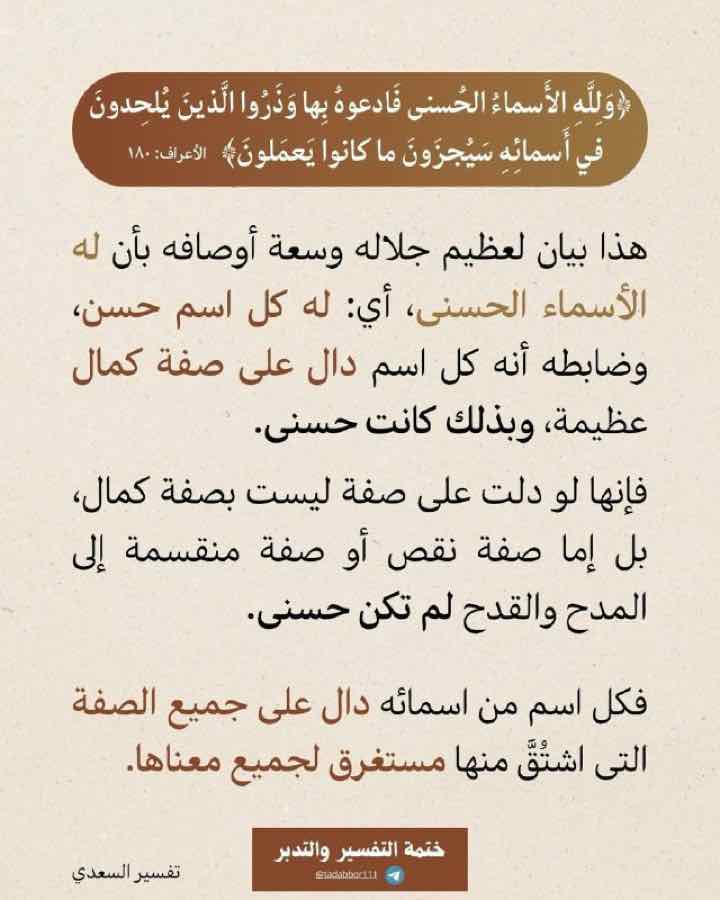 ﴿وَلِلَّهِ الأَسماءُ الحُسنى فَادعوهُ بِها وَذَرُوا الَّذينَ يُلحِدونَ
في أَسمائِهِ سَيُجزَونَ ما كانوا يَعمَلونَ﴾ الأعراف: ١٨٠
هذا بيان لعظيم جلاله وسعة أوصافه بأن له
الأسماء الحسنى، أي: له كل اسم حسن،
وضابطه أنه كل اسم دال على صفة كمال
عظيمة، وبذلك كانت حسنى.
فإنها لو دلت على صفة ليست بصفة كمال،
بل إما صفة نقص أو صفة منقسمة إلى
المدح والقدح لم تكن حسنى.
فكل اسم من اسمائه دال على جميع الصفة
التى اشتُقَّ منها مستغرق لجميع معناها.
ختمة التفسير والتدبر
@tadabbor111
تفسير السعدي